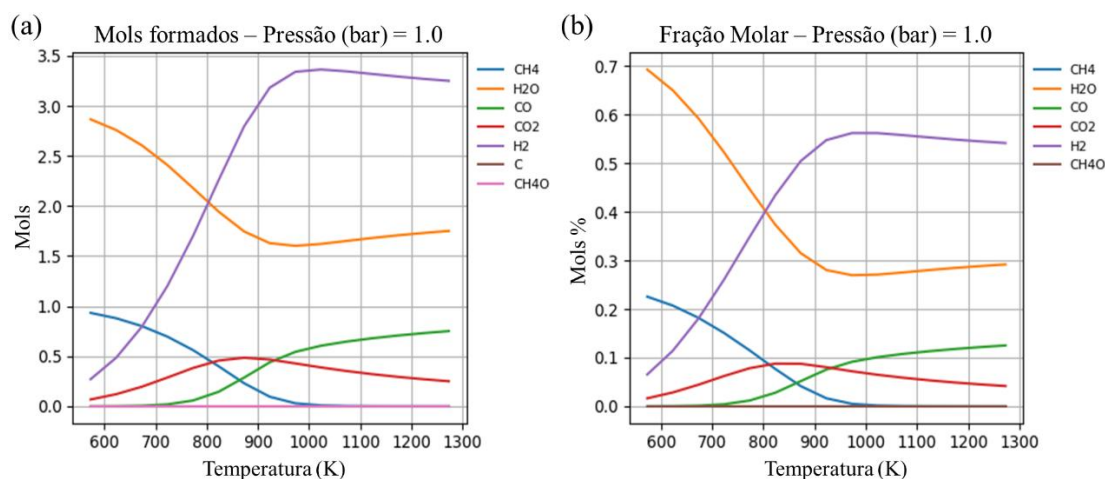 (a)
Mols formados – Pressão (bar) = 1.0
3.5
3.0
2.5
2.0
1.5
1.0
0.5
0.0
Mols
600 700 800 900 1000 1100 1200 1300
Temperatura (K)
CH4
H2O
CO
CO2
H2
C
CH4O
(b)
Fração Molar – Pressão (bar) = 1.0
0.7
0.6
0.5
0.4
0.3
0.2
0.1
0.0
Mols %
600 700 800 900 1000 1100 1200 1300
Temperatura (K)
CH4
H2O
CO
CO2
H2
CH4O